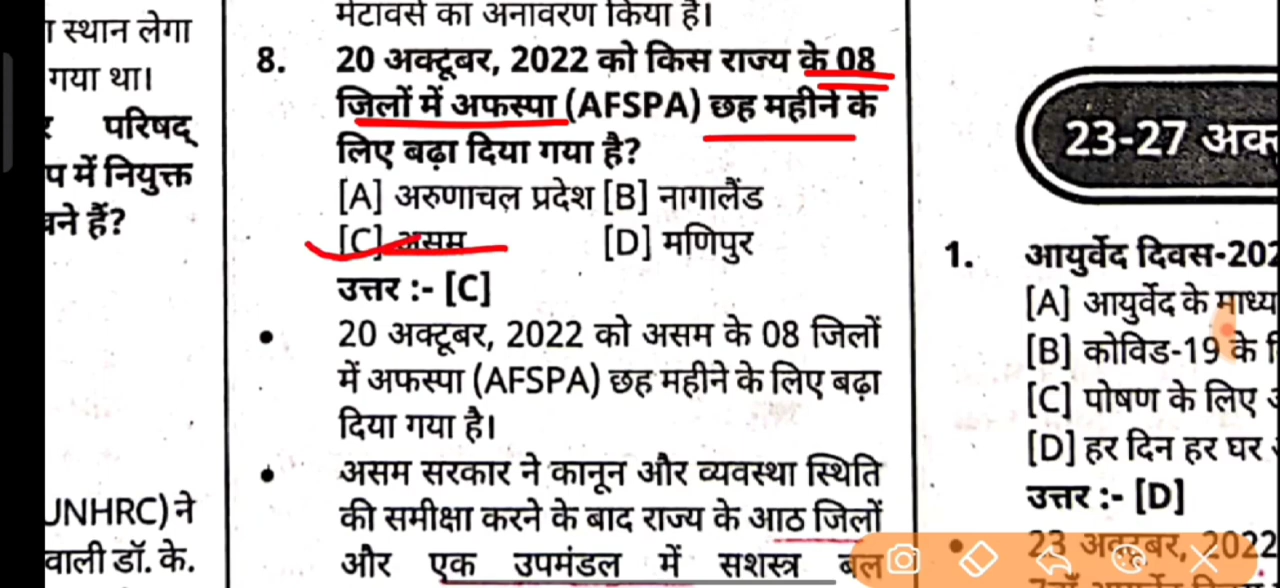 स्थान लेगा
गया था।
परिषद्
में नियुक्त
हैं?
UNHRC) ने
वाली डॉ. के.
मेटावर्स का अनावरण किया है।
8. 20 अक्टूबर, 2022 को किस राज्य के 08
जिलों में अफस्पा (AFSPA) छह महीने के
लिए बढ़ा दिया गया है?
[A] अरुणाचल प्रदेश [B] नागालैंड
[C] असम [D] मणिपुर
उत्तर :- [C]
• 20 अक्टूबर, 2022 को असम के 08 जिलों
में अफस्पा (AFSPA) छह महीने के लिए बढ़ा
दिया गया है।
• असम सरकार ने कानून और व्यवस्था स्थिति
की समीक्षा करने के बाद राज्य के आठ जिलों
और एक उपमंडल में सशस्त्र बल
23-27
1. आयुर्वेद दिवस-202
[A] आयुर्वेद के माध्य
[B] कोविड-19 के
[C] पोषण के लिए
[D] हर दिन हर घर
उत्तर :- [D]
• 23 अक्टूबर, 2022